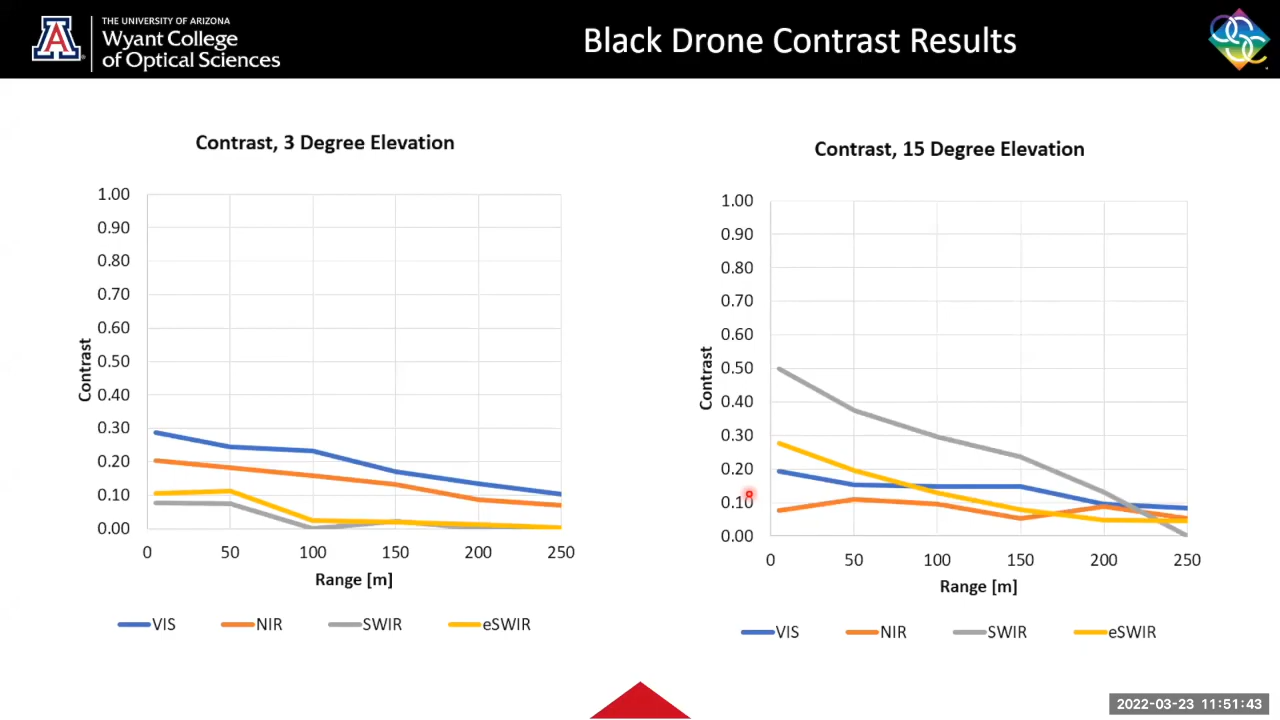 THE UNIVERSITY OF ARIZONA
Wyant College
of Optical Sciences
Black Drone Contrast Results
Contrast, 3 Degree Elevation
1.00
0.90
0.80
0.70
0.60
0.50
0.40
0.30
0.20
0.10
0.00
Contrast
0 50 100 150 200 250
Range [m]
VIS NIR SWIR eSWIR
Contrast, 15 Degree Elevation
1.00
0.90
0.80
0.70
0.60
0.50
0.40
0.30
0.20
0.10
0.00
Contrast
0 50 100 150 200 250
Range [m]
VIS NIR SWIR eSWIR
2022-03-23 11:51:43